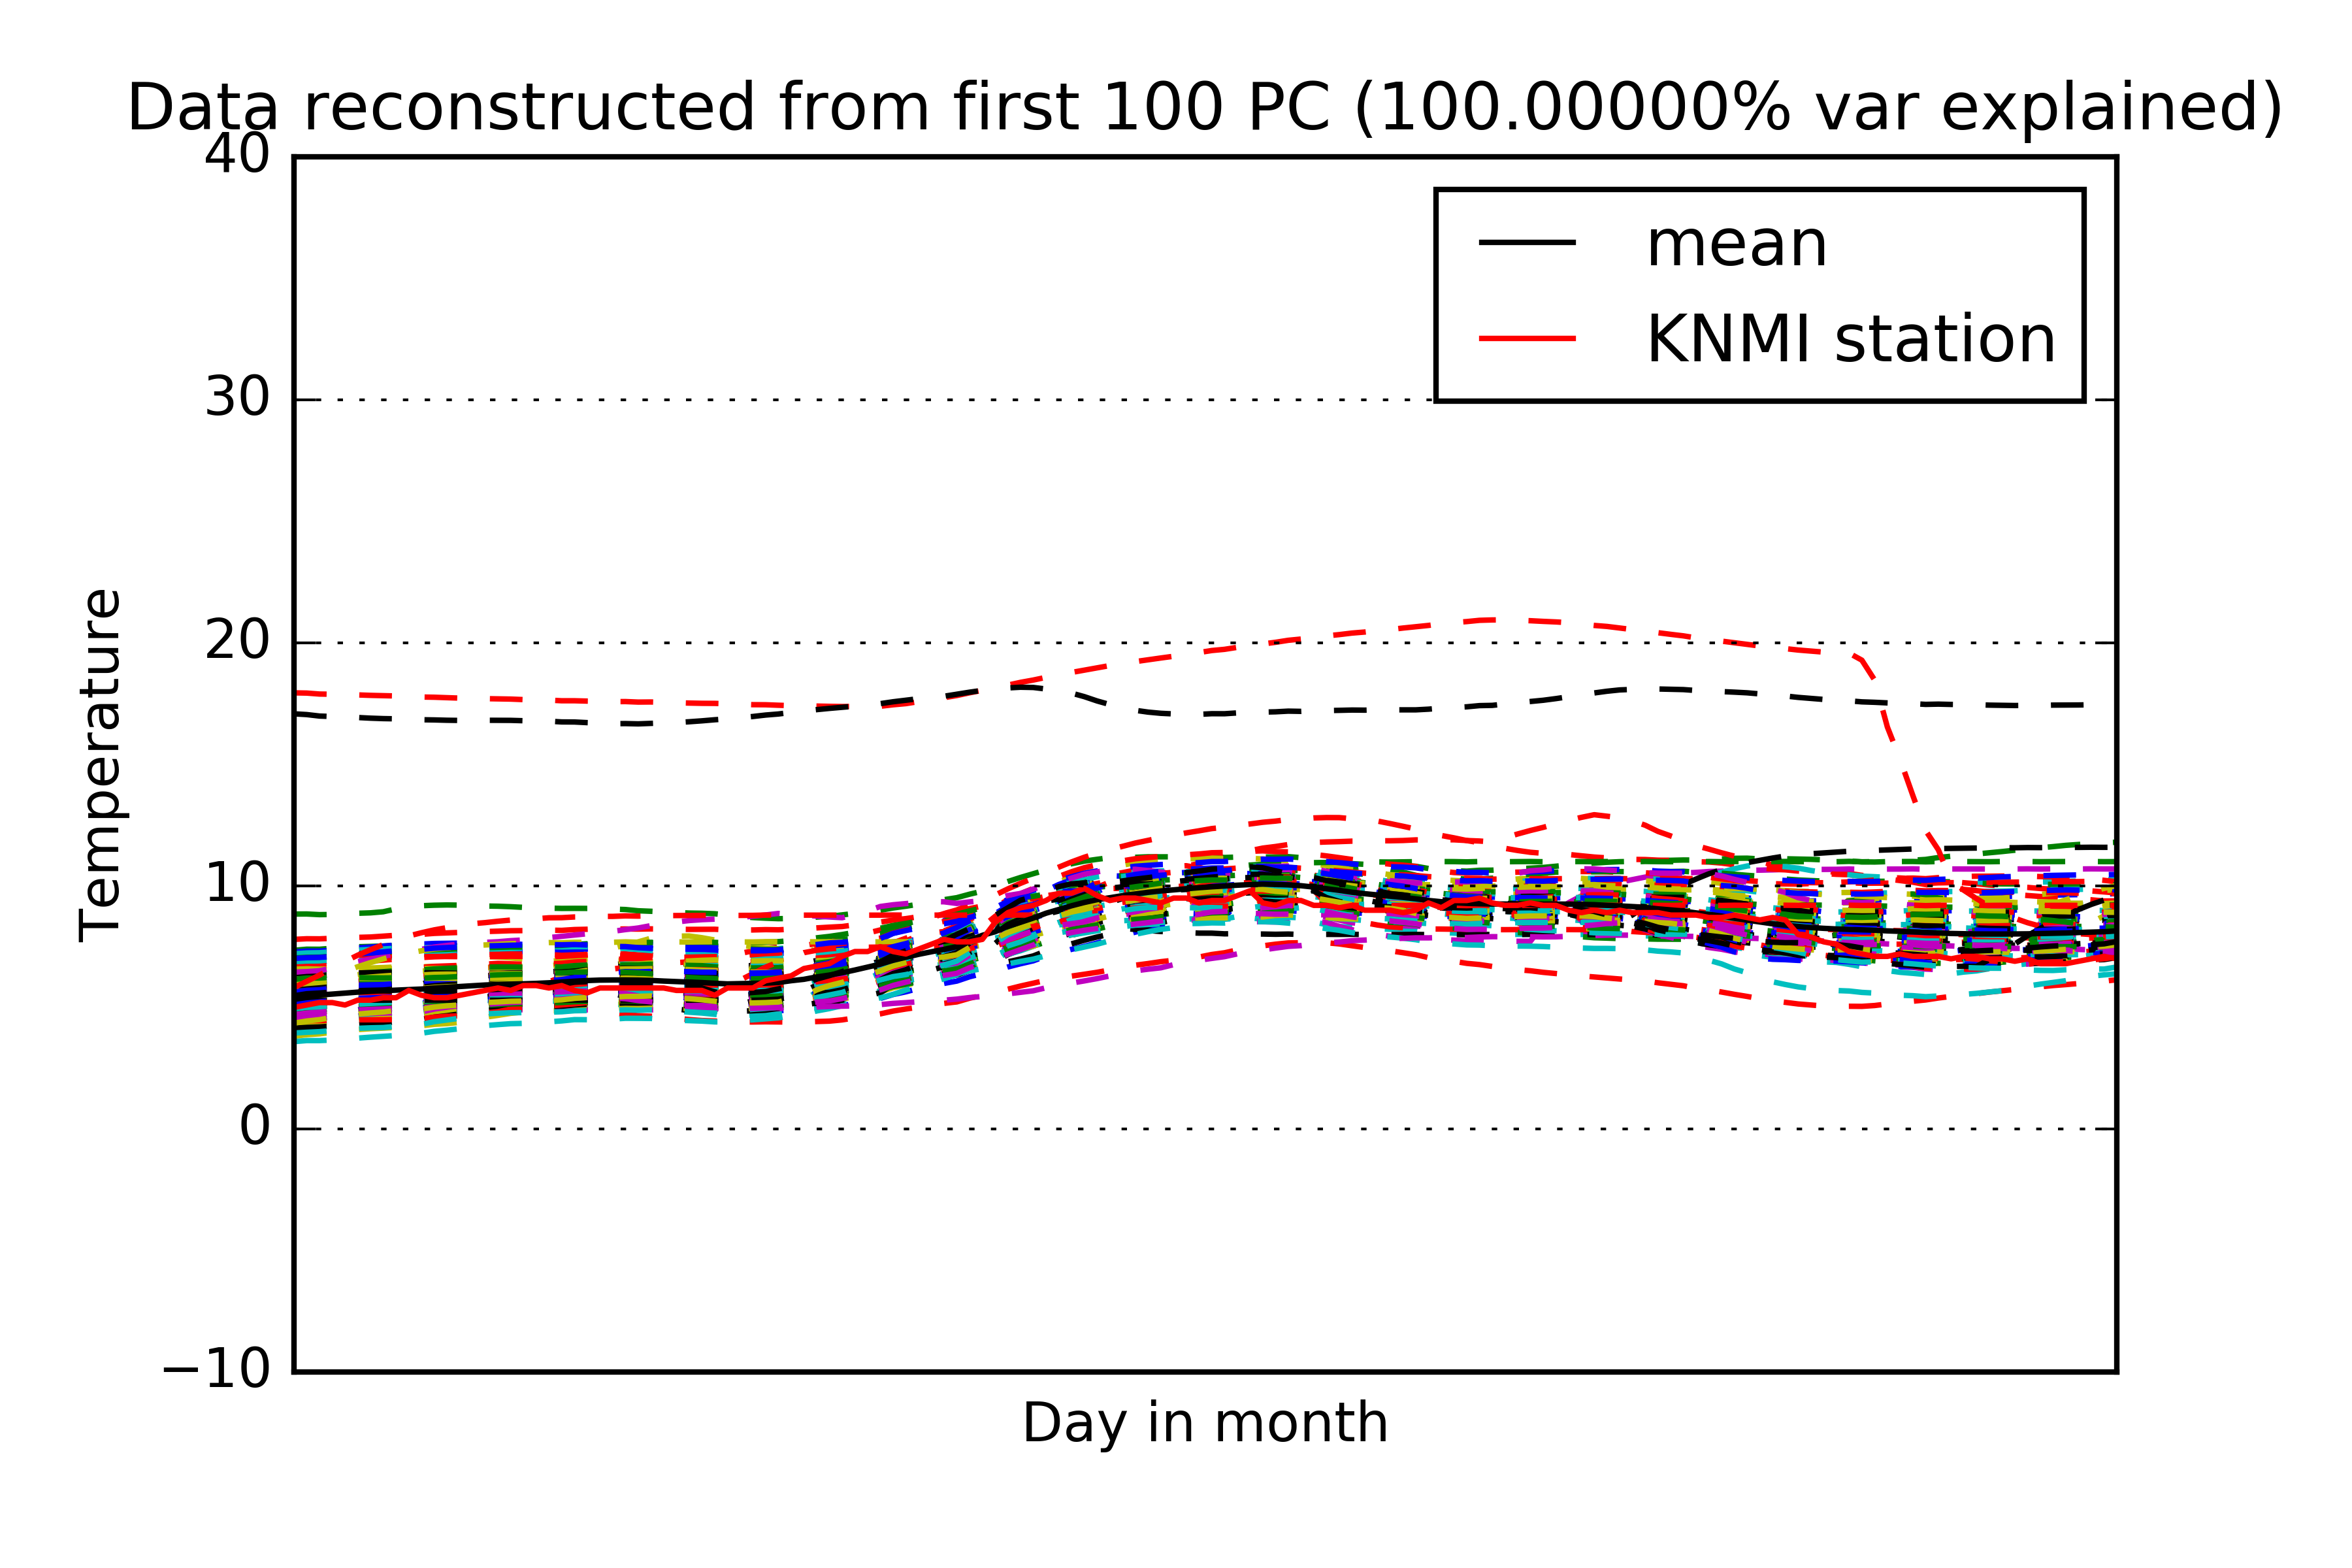 Data reconstructed from first 100 PC (100.00000% var explained)
40
30
20
10
0
−10
Temperature
mean
KNMI station
Day in month